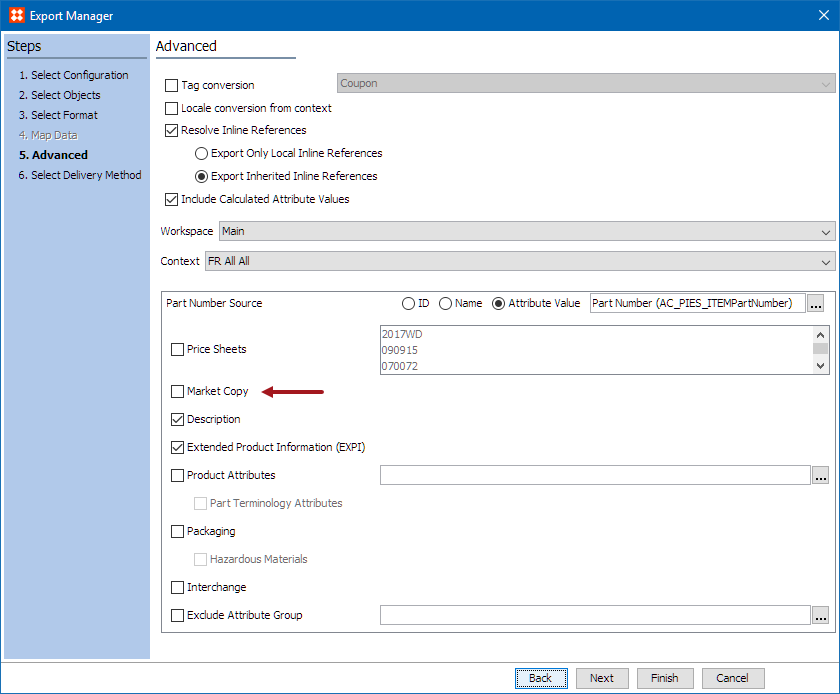 Export Manager
Steps
1. Select Configuration
2. Select Objects
3. Select Format
4. Map Data
5. Advanced
6. Select Delivery Method
Advanced
Tag conversion
Coupon
Locale conversion from context
Resolve Inline References
Export Only Local Inline References
Export Inherited Inline References
Include Calculated Attribute Values
Workspace Main
Context FR All All
Part Number Source ID Name Attribute Value Part Number (AC_PIES_ITEMPartNumber) ...
Price Sheets
2017WD
090915
070072
Market Copy
Description
Extended Product Information (EXPI)
Product Attributes ...
Part Terminology Attributes
Packaging
Hazardous Materials
Interchange
Exclude Attribute Group ...
Back Next Finish Cancel